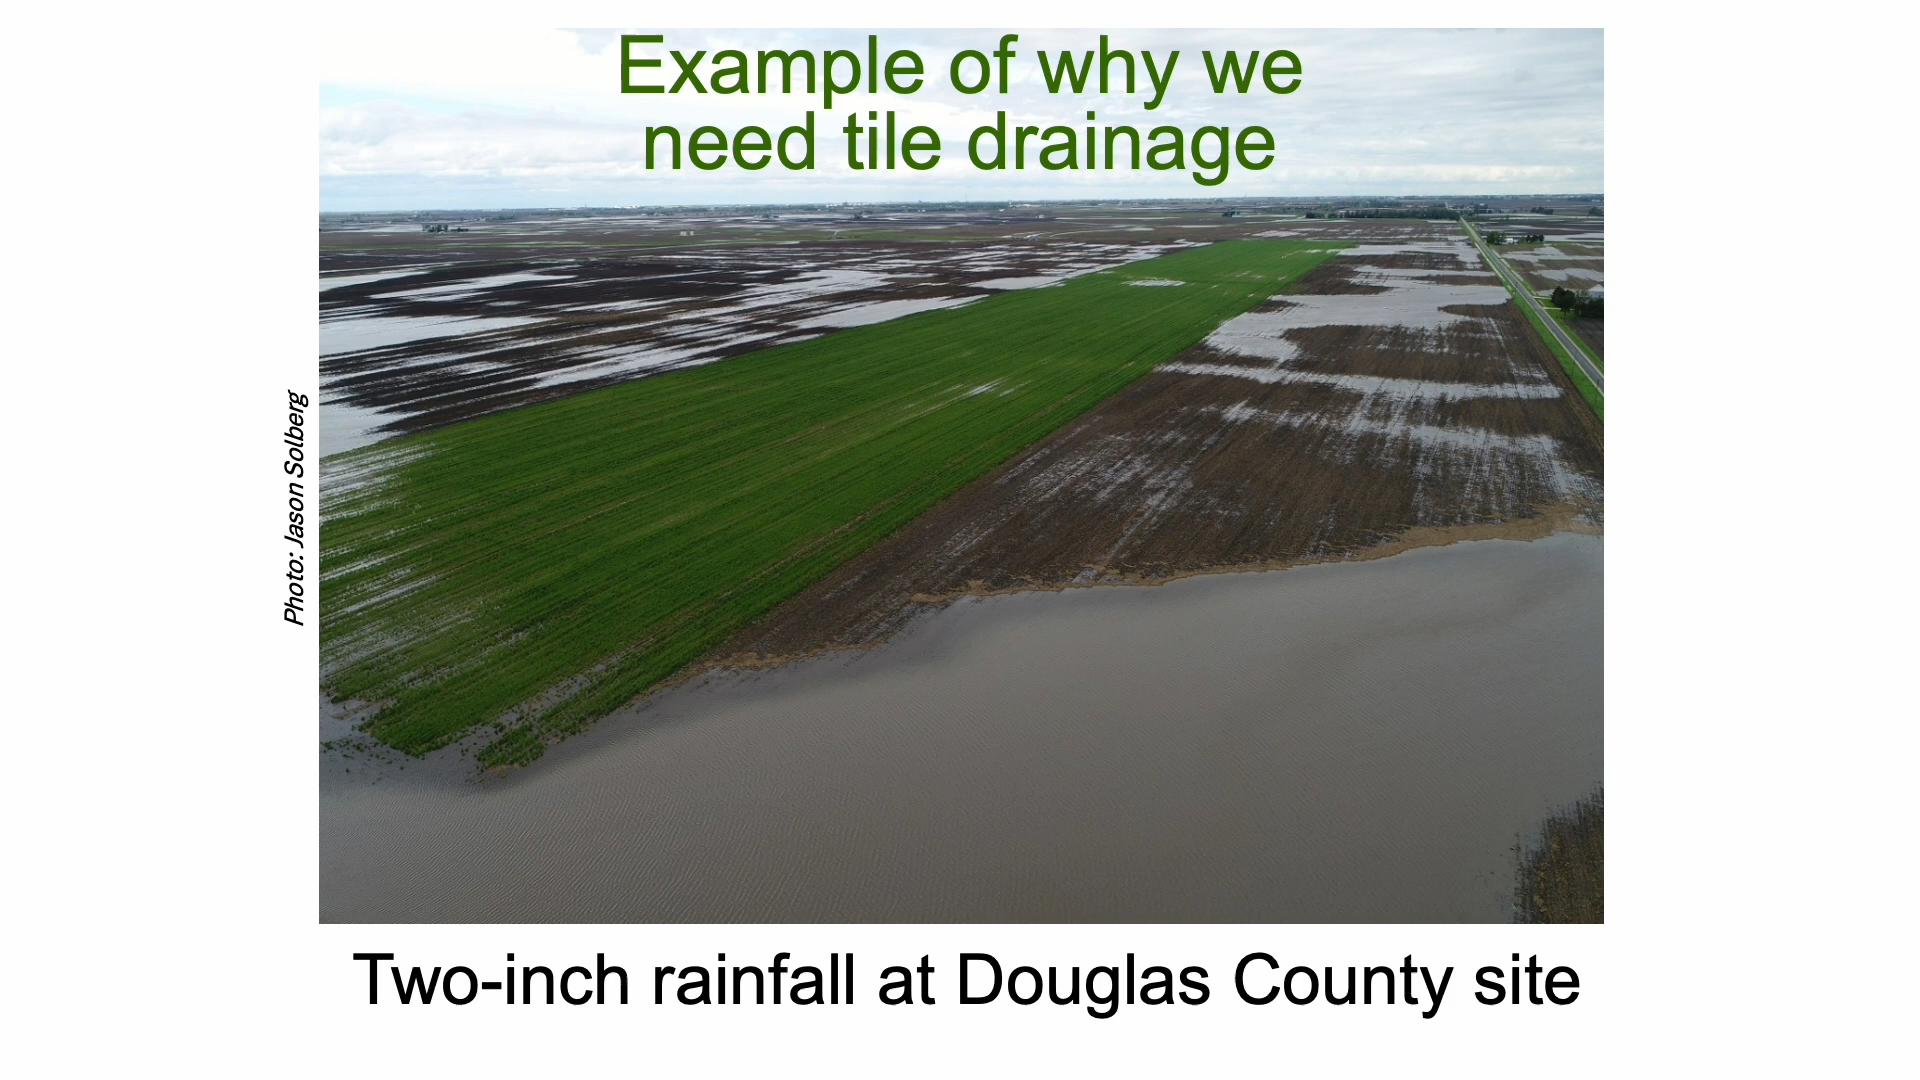 Example of why we
need tile drainage
Photo: Jason Solberg
Two-inch rainfall at Douglas County site